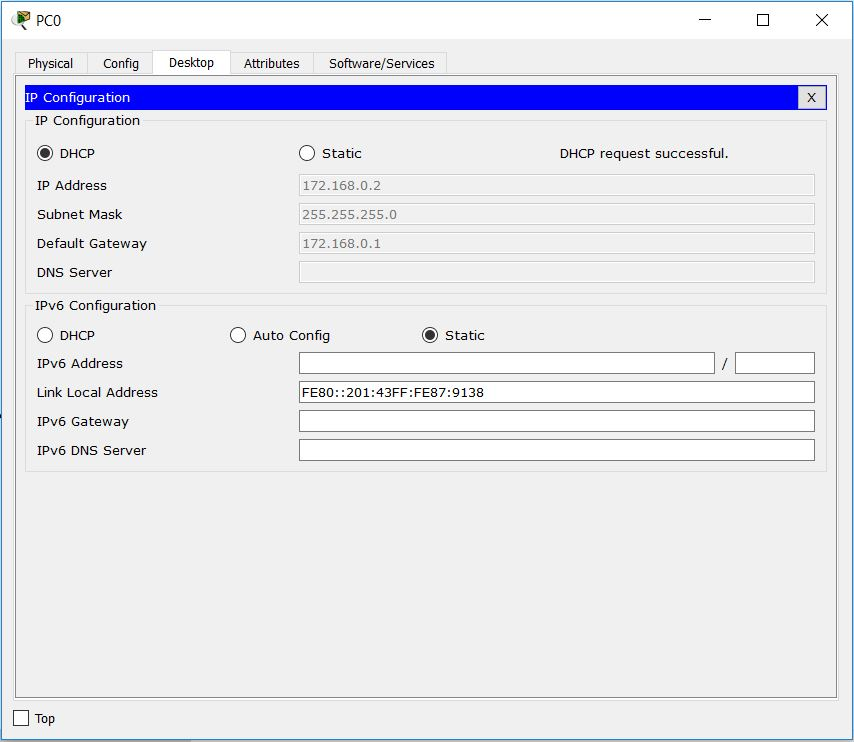 PC0
Physical Config Desktop Attributes Software/Services
IP Configuration X
IP Configuration
DHCP Static DHCP request successful.
IP Address 172.168.0.2
Subnet Mask 255.255.255.0
Default Gateway 172.168.0.1
DNS Server
IPv6 Configuration
DHCP Auto Config Static
IPv6 Address /
Link Local Address FE80::201:43FF:FE87:9138
IPv6 Gateway
IPv6 DNS Server
Top